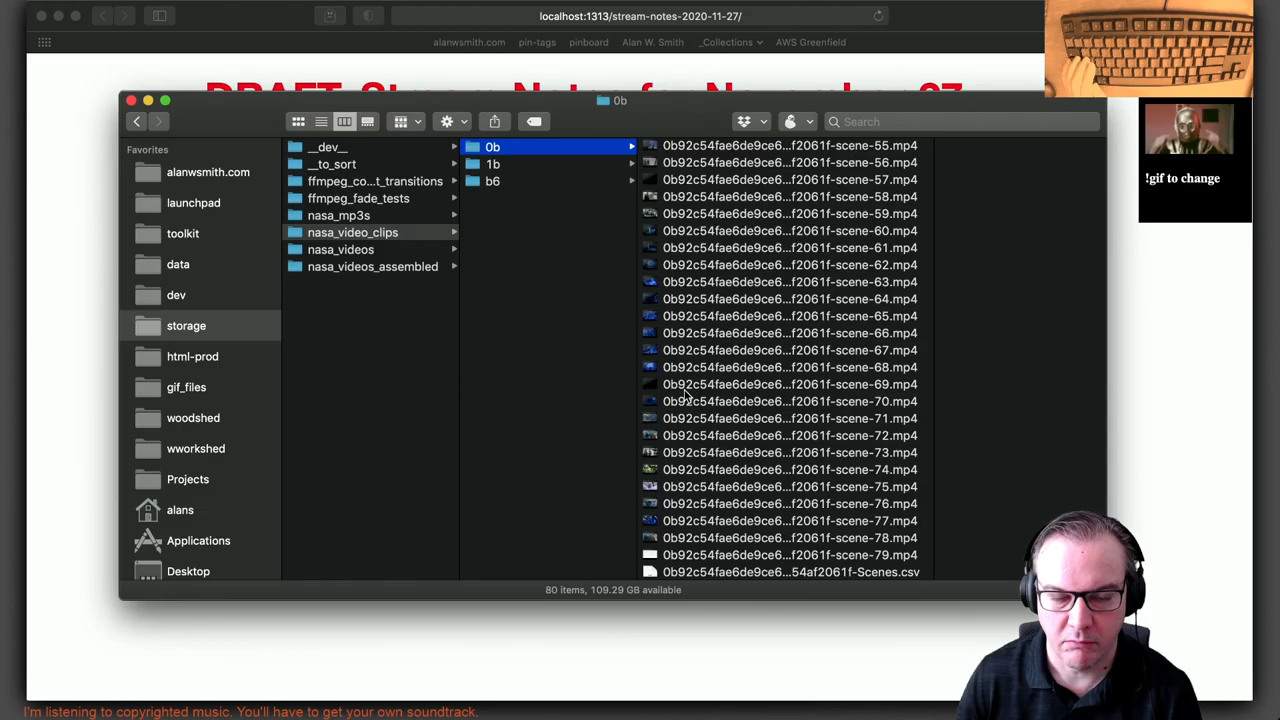 localhost:1313/stream-notes-2020-11-27/
alanwsmith.com pin-tags pinboard Alan W. Smith _Collections AWS Greenfield
DRAFT Stream Notes for November 27
0b
Search
Favorites
alanwsmith.com
launchpad
toolkit
data
dev
storage
html-prod
gif_files
woodshed
wworkshed
Projects
alans
Applications
Desktop
__dev__
__to_sort
ffmpeg_co...t_transitions
ffmpeg_fade_tests
nasa_mp3s
nasa_video_clips
nasa_videos
nasa_videos_assembled
0b
1b
b6
0b92c54fae6de9ce6...f2061f-scene-55.mp4
0b92c54fae6de9ce6...f2061f-scene-56.mp4
0b92c54fae6de9ce6...f2061f-scene-57.mp4
0b92c54fae6de9ce6...f2061f-scene-58.mp4
0b92c54fae6de9ce6...f2061f-scene-59.mp4
0b92c54fae6de9ce6...f2061f-scene-60.mp4
0b92c54fae6de9ce6...f2061f-scene-61.mp4
0b92c54fae6de9ce6...f2061f-scene-62.mp4
0b92c54fae6de9ce6...f2061f-scene-63.mp4
0b92c54fae6de9ce6...f2061f-scene-64.mp4
0b92c54fae6de9ce6...f2061f-scene-65.mp4
0b92c54fae6de9ce6...f2061f-scene-66.mp4
0b92c54fae6de9ce6...f2061f-scene-67.mp4
0b92c54fae6de9ce6...f2061f-scene-68.mp4
0b92c54fae6de9ce6...f2061f-scene-69.mp4
0b92c54fae6de9ce6...f2061f-scene-70.mp4
0b92c54fae6de9ce6...f2061f-scene-71.mp4
0b92c54fae6de9ce6...f2061f-scene-72.mp4
0b92c54fae6de9ce6...f2061f-scene-73.mp4
0b92c54fae6de9ce6...f2061f-scene-74.mp4
0b92c54fae6de9ce6...f2061f-scene-75.mp4
0b92c54fae6de9ce6...f2061f-scene-76.mp4
0b92c54fae6de9ce6...f2061f-scene-77.mp4
0b92c54fae6de9ce6...f2061f-scene-78.mp4
0b92c54fae6de9ce6...f2061f-scene-79.mp4
0b92c54fae6de9ce6...54af2061f-Scenes.csv
80 items, 109.29 GB available
!gif to change
I'm listening to copyrighted music. You'll have to get your own soundtrack.